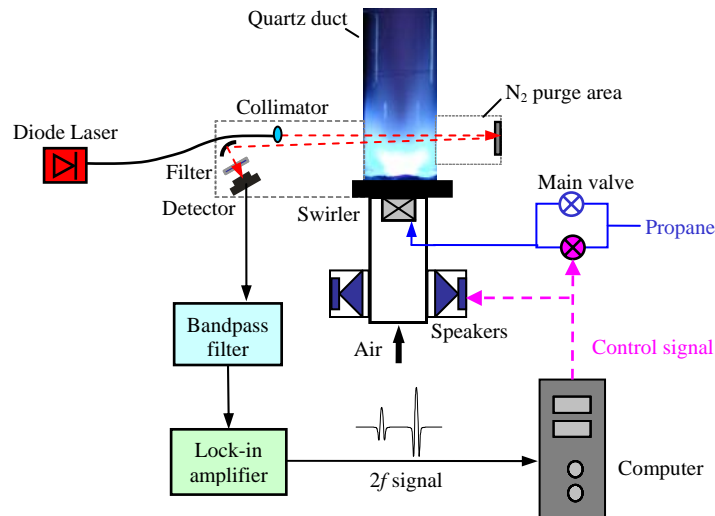 Quartz duct
N₂ purge area
Collimator
Diode Laser
Filter
Detector
Swirler
Main valve
Propane
Speakers
Air
Bandpass
filter
Control signal
Lock-in
amplifier
2f signal
Computer